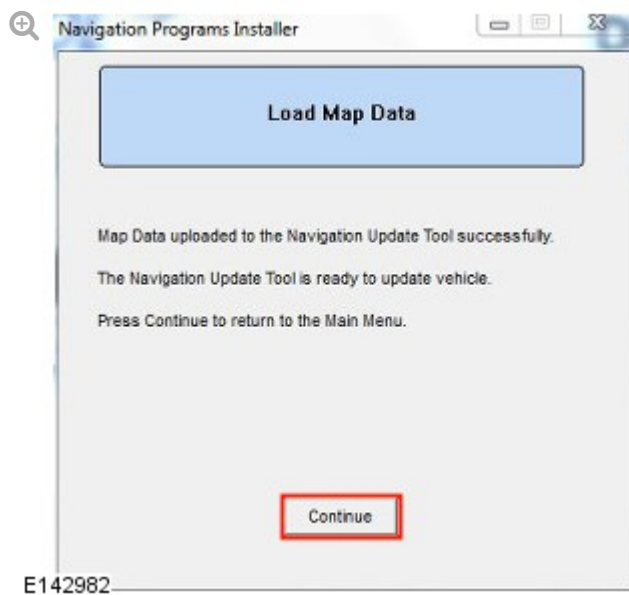 Navigation Programs Installer
Load Map Data
Map Data uploaded to the Navigation Update Tool successfully.
The Navigation Update Tool is ready to update vehicle.
Press Continue to return to the Main Menu.
Continue
E142982